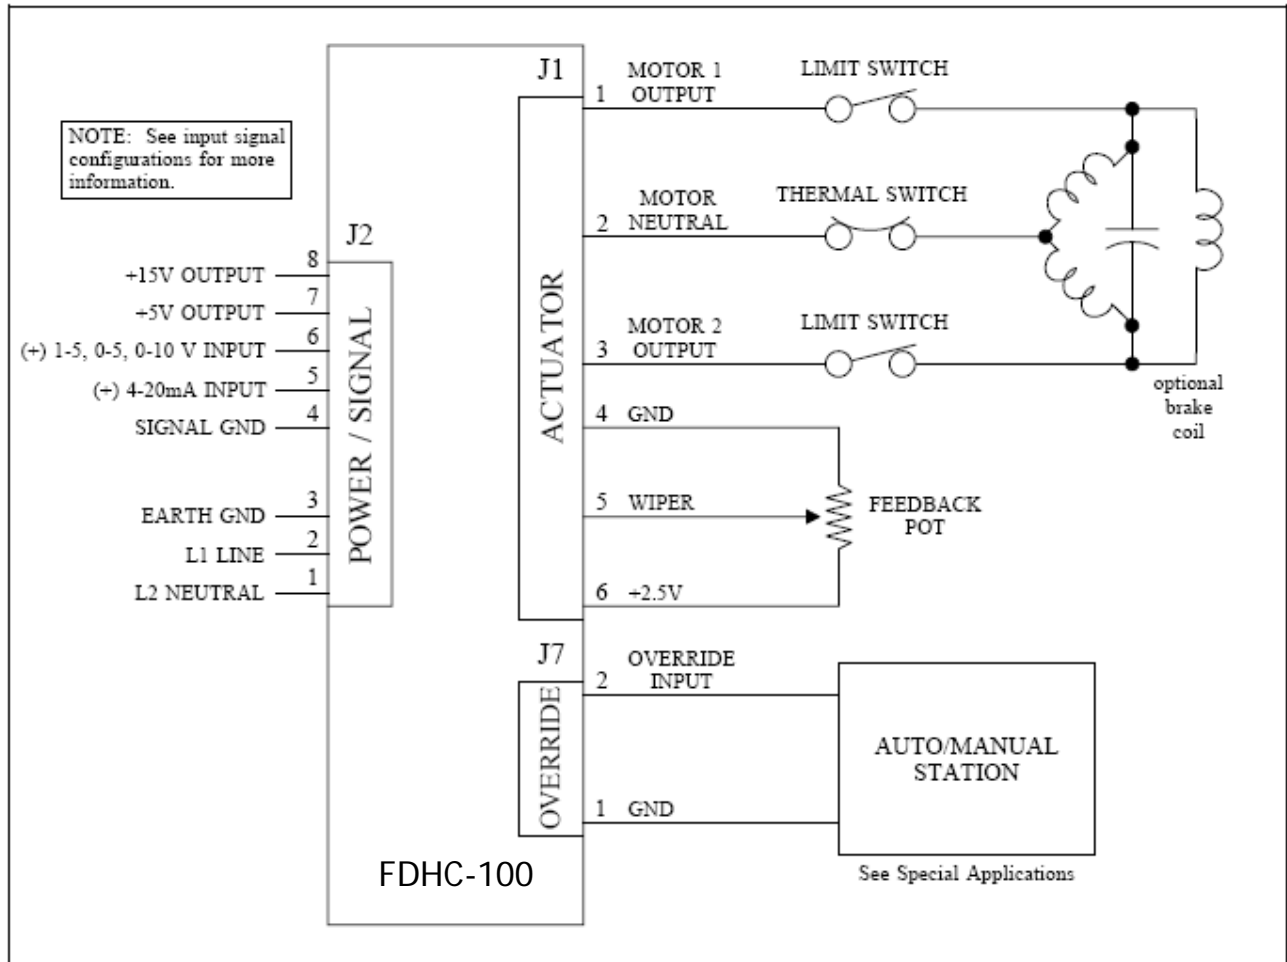 NOTE: See input signal
configurations for more
information.
J2
8
+15V OUTPUT
7
+5V OUTPUT
6
(+) 1-5, 0-5, 0-10 V INPUT
5
(+) 4-20mA INPUT
4
SIGNAL GND
3
EARTH GND
2
L1 LINE
1
L2 NEUTRAL
POWER / SIGNAL
J1
ACTUATOR
1
MOTOR 1
OUTPUT
LIMIT SWITCH
2
MOTOR
NEUTRAL
THERMAL SWITCH
3
MOTOR 2
OUTPUT
LIMIT SWITCH
optional
brake
coil
4
GND
5
WIPER
FEEDBACK
POT
6
+2.5V
J7
OVERRIDE
2
OVERRIDE
INPUT
1
GND
AUTO/MANUAL
STATION
See Special Applications
FDHC-100